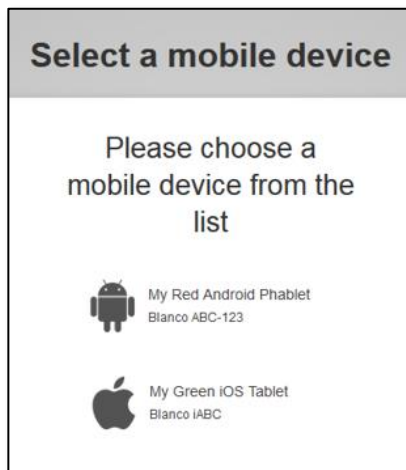 Select a mobile device
Please choose a
mobile device from the
list
My Red Android Phablet
Blanco ABC-123
My Green iOS Tablet
Blanco iABC